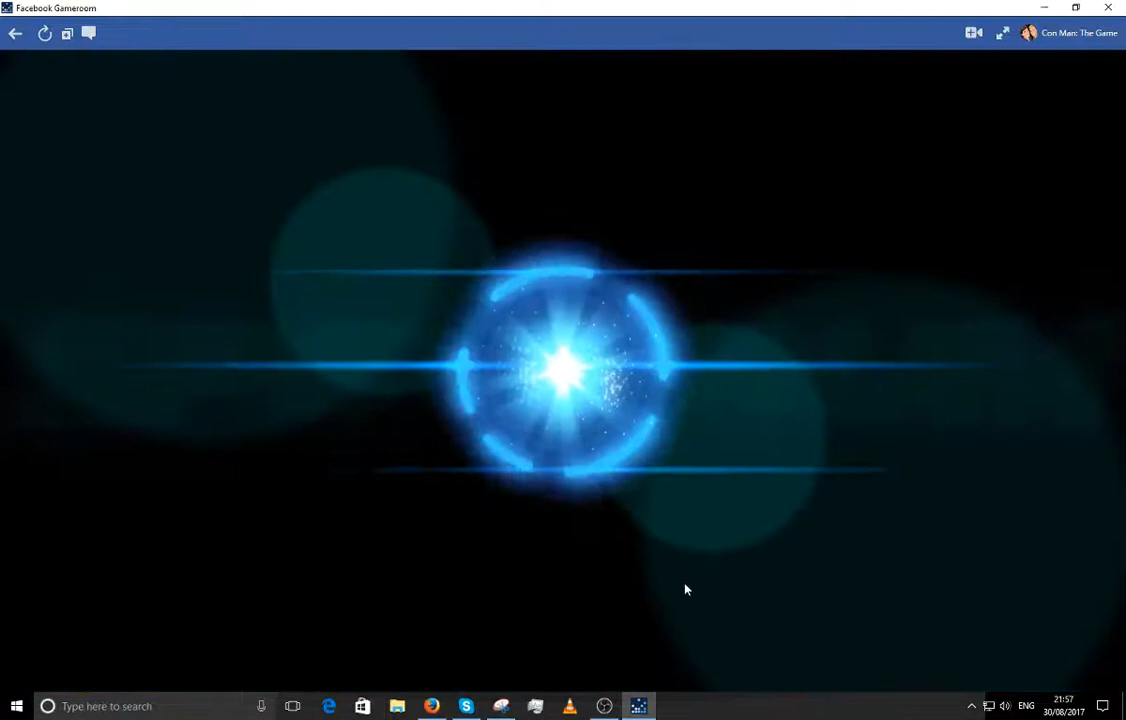 Facebook Gameroom
Con Man: The Game
Type here to search
ENG
21:57
30/08/2017